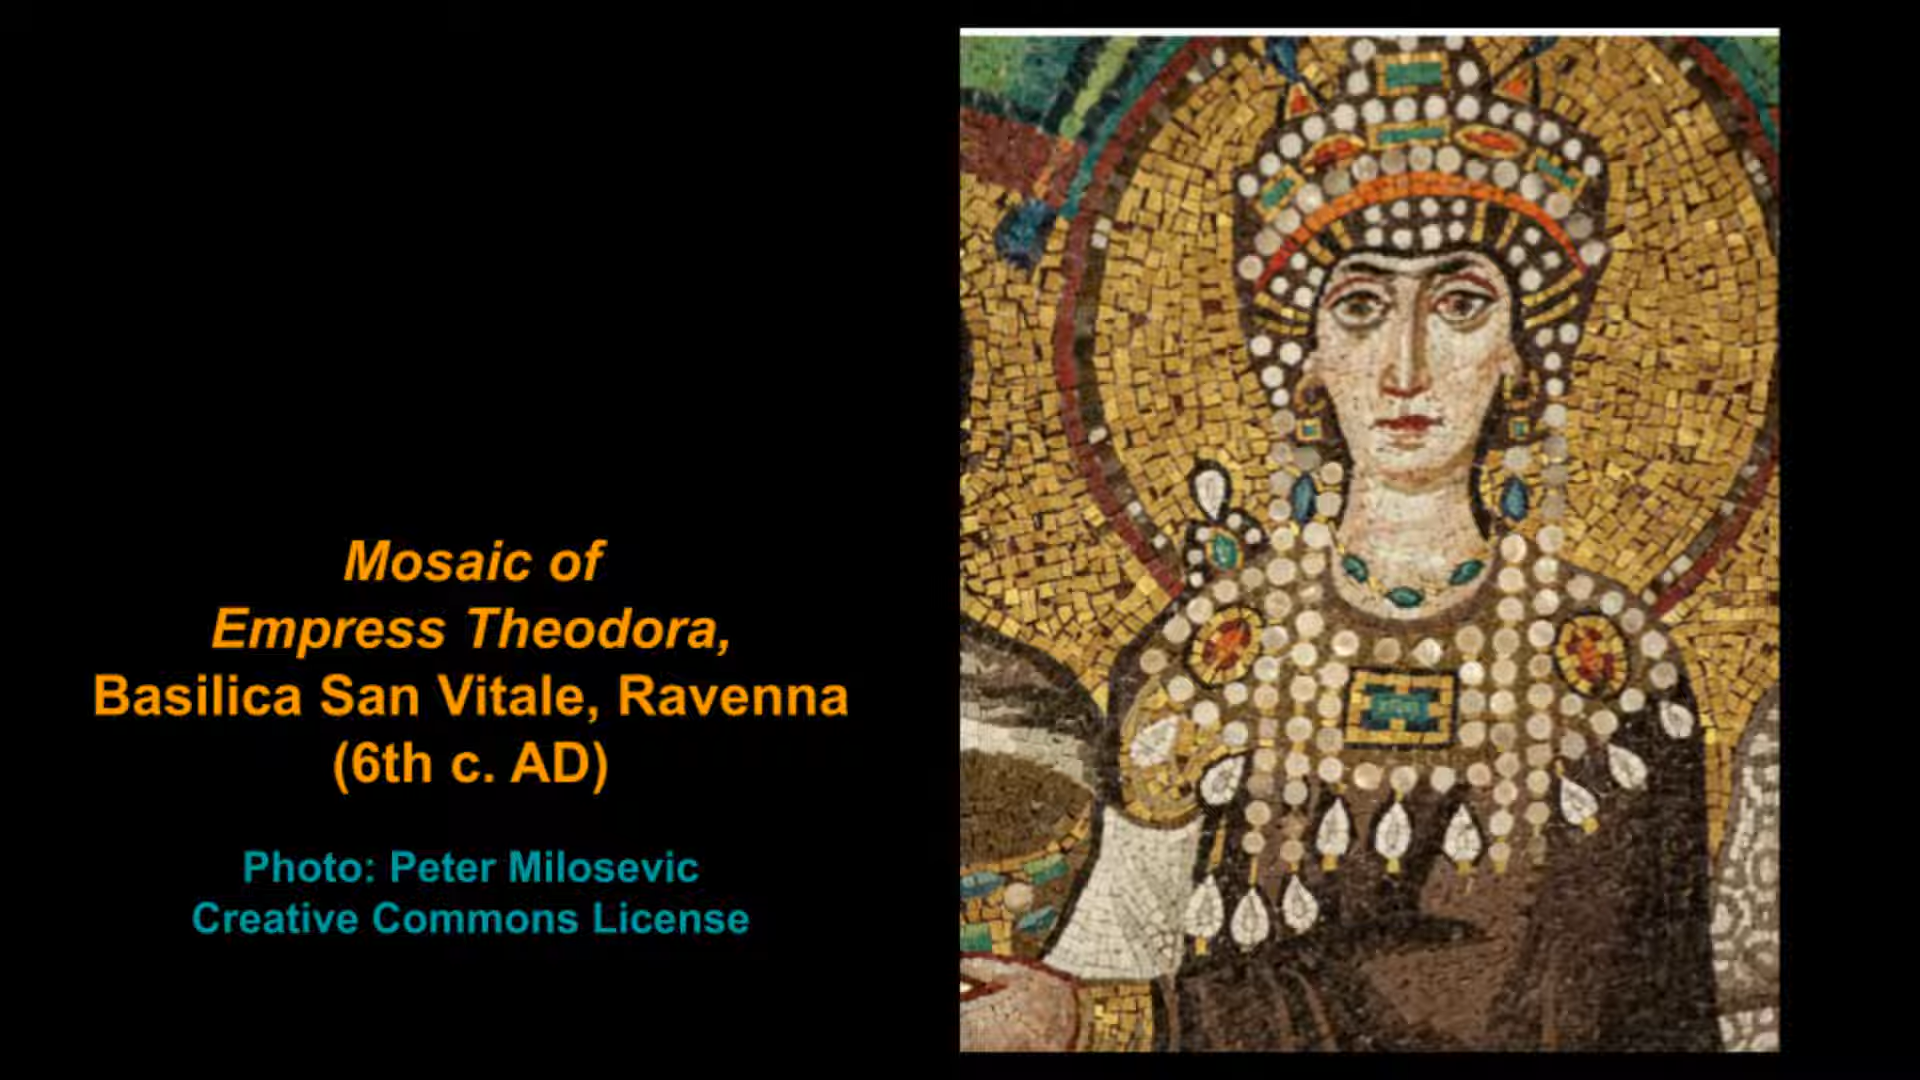 Mosaic of
Empress Theodora,
Basilica San Vitale, Ravenna
(6th c. AD)
Photo: Peter Milosevic
Creative Commons License